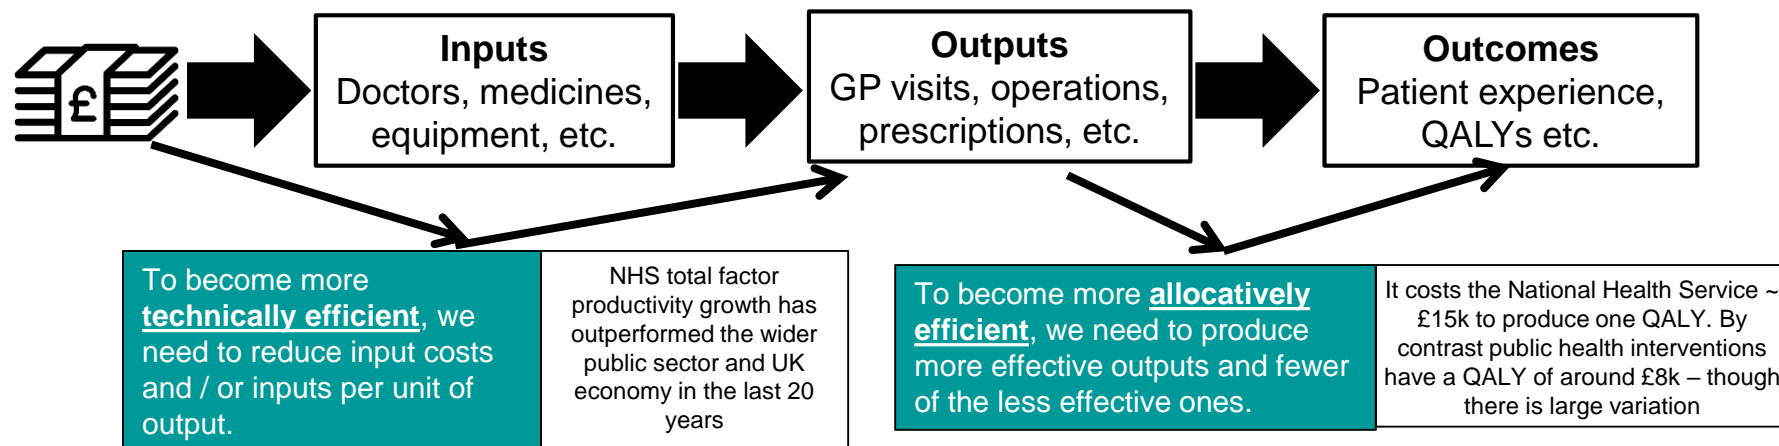 £
Inputs
Doctors, medicines,
equipment, etc.
Outputs
GP visits, operations,
prescriptions, etc.
Outcomes
Patient experience,
QALYs etc.
To become more
technically efficient, we
need to reduce input costs
and / or inputs per unit of
output.
NHS total factor
productivity growth has
outperformed the wider
public sector and UK
economy in the last 20
years
To become more allocatively
efficient, we need to produce
more effective outputs and fewer
of the less effective ones.
It costs the National Health Service ~
£15k to produce one QALY. By
contrast public health interventions
have a QALY of around £8k – though
there is large variation